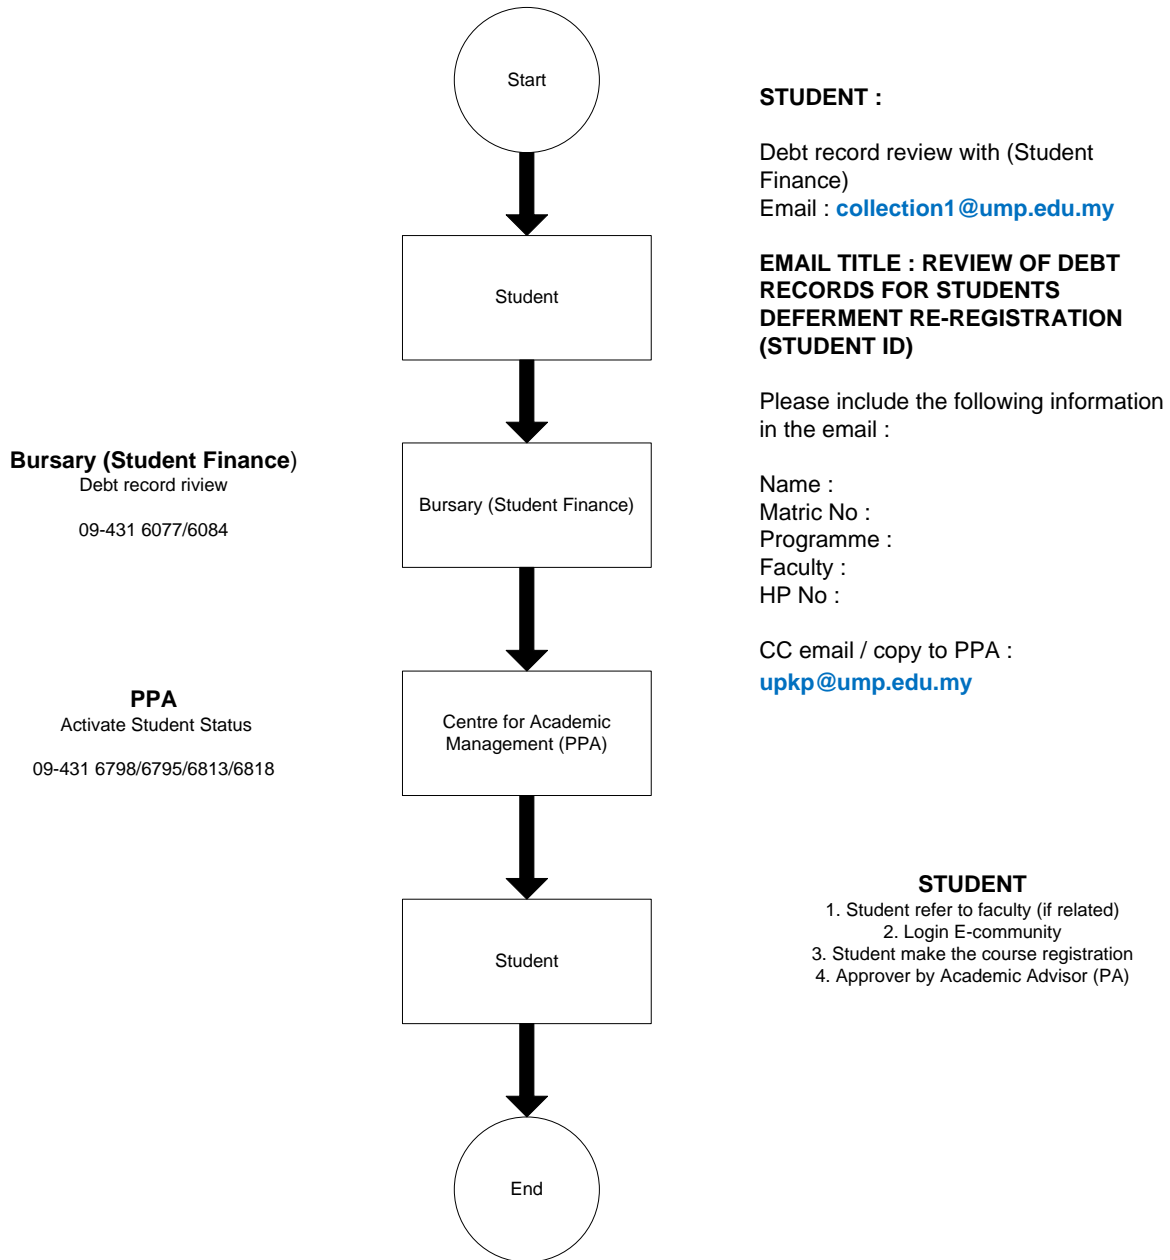 Start
STUDENT :
Debt record review with (Student
Finance)
Email : collection1@ump.edu.my
EMAIL TITLE : REVIEW OF DEBT
RECORDS FOR STUDENTS
DEFERMENT RE-REGISTRATION
(STUDENT ID)
Please include the following information
in the email :
Name :
Matric No :
Programme :
Faculty :
HP No :
CC email / copy to PPA :
upkp@ump.edu.my
Student
Bursary (Student Finance)
Debt record riview
09-431 6077/6084
Bursary (Student Finance)
PPA
Activate Student Status
09-431 6798/6795/6813/6818
Centre for Academic
Management (PPA)
Student
STUDENT
1. Student refer to faculty (if related)
2. Login E-community
3. Student make the course registration
4. Approver by Academic Advisor (PA)
End